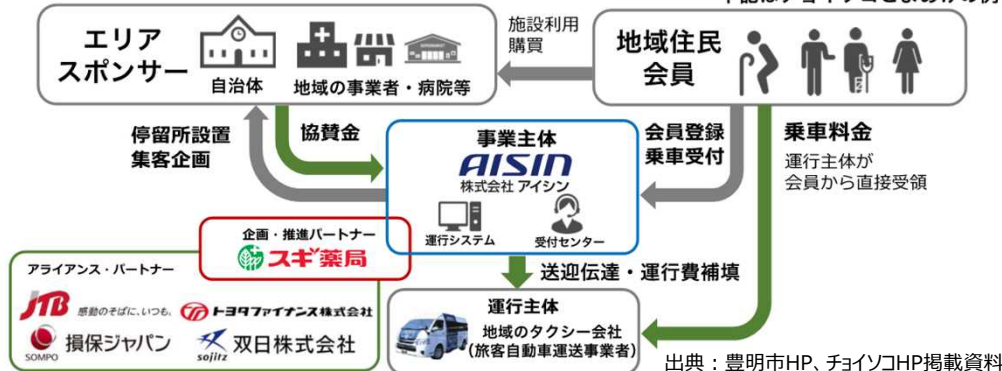 エリア
スポンサー
自治体
地域の事業者・病院等
施設利用
購買
地域住民
会員
停留所設置
集客企画
協賛金
事業主体
AISIN
株式会社 アイシン
運行システム
受付センター
会員登録
乗車受付
乗車料金
運行主体が
会員から直接受領
企画・推進パートナー
スギ薬局
アライアンス・パートナー
JTB 感動のそばに、いつも。
トヨタファイナンス株式会社
SOMPO 損保ジャパン
sojitz 双日株式会社
送迎伝達・運行費補填
運行主体
地域のタクシー会社
(旅客自動車運送事業者)
出典：豊明市HP、チョイソコHP掲載資料